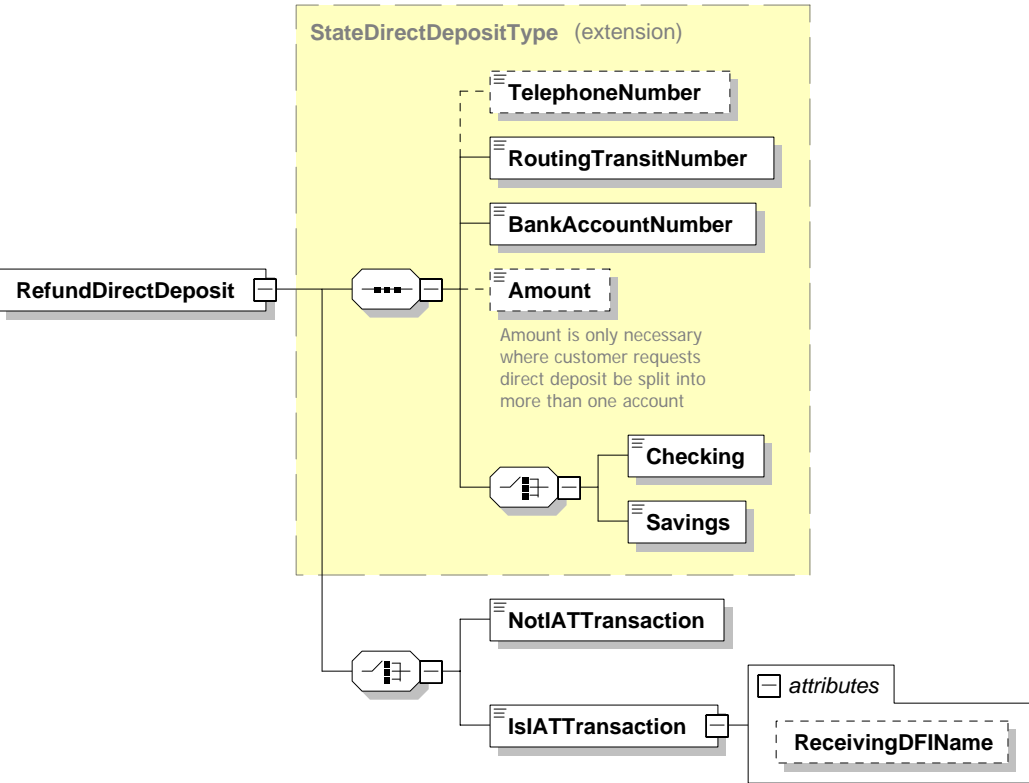 StateDirectDepositType (extension)
TelephoneNumber
RoutingTransitNumber
BankAccountNumber
RefundDirectDeposit
Amount
Amount is only necessary
where customer requests
direct deposit be split into
more than one account
Checking
Savings
NotIATTransaction
attributes
IsIATTransaction
ReceivingDFIName